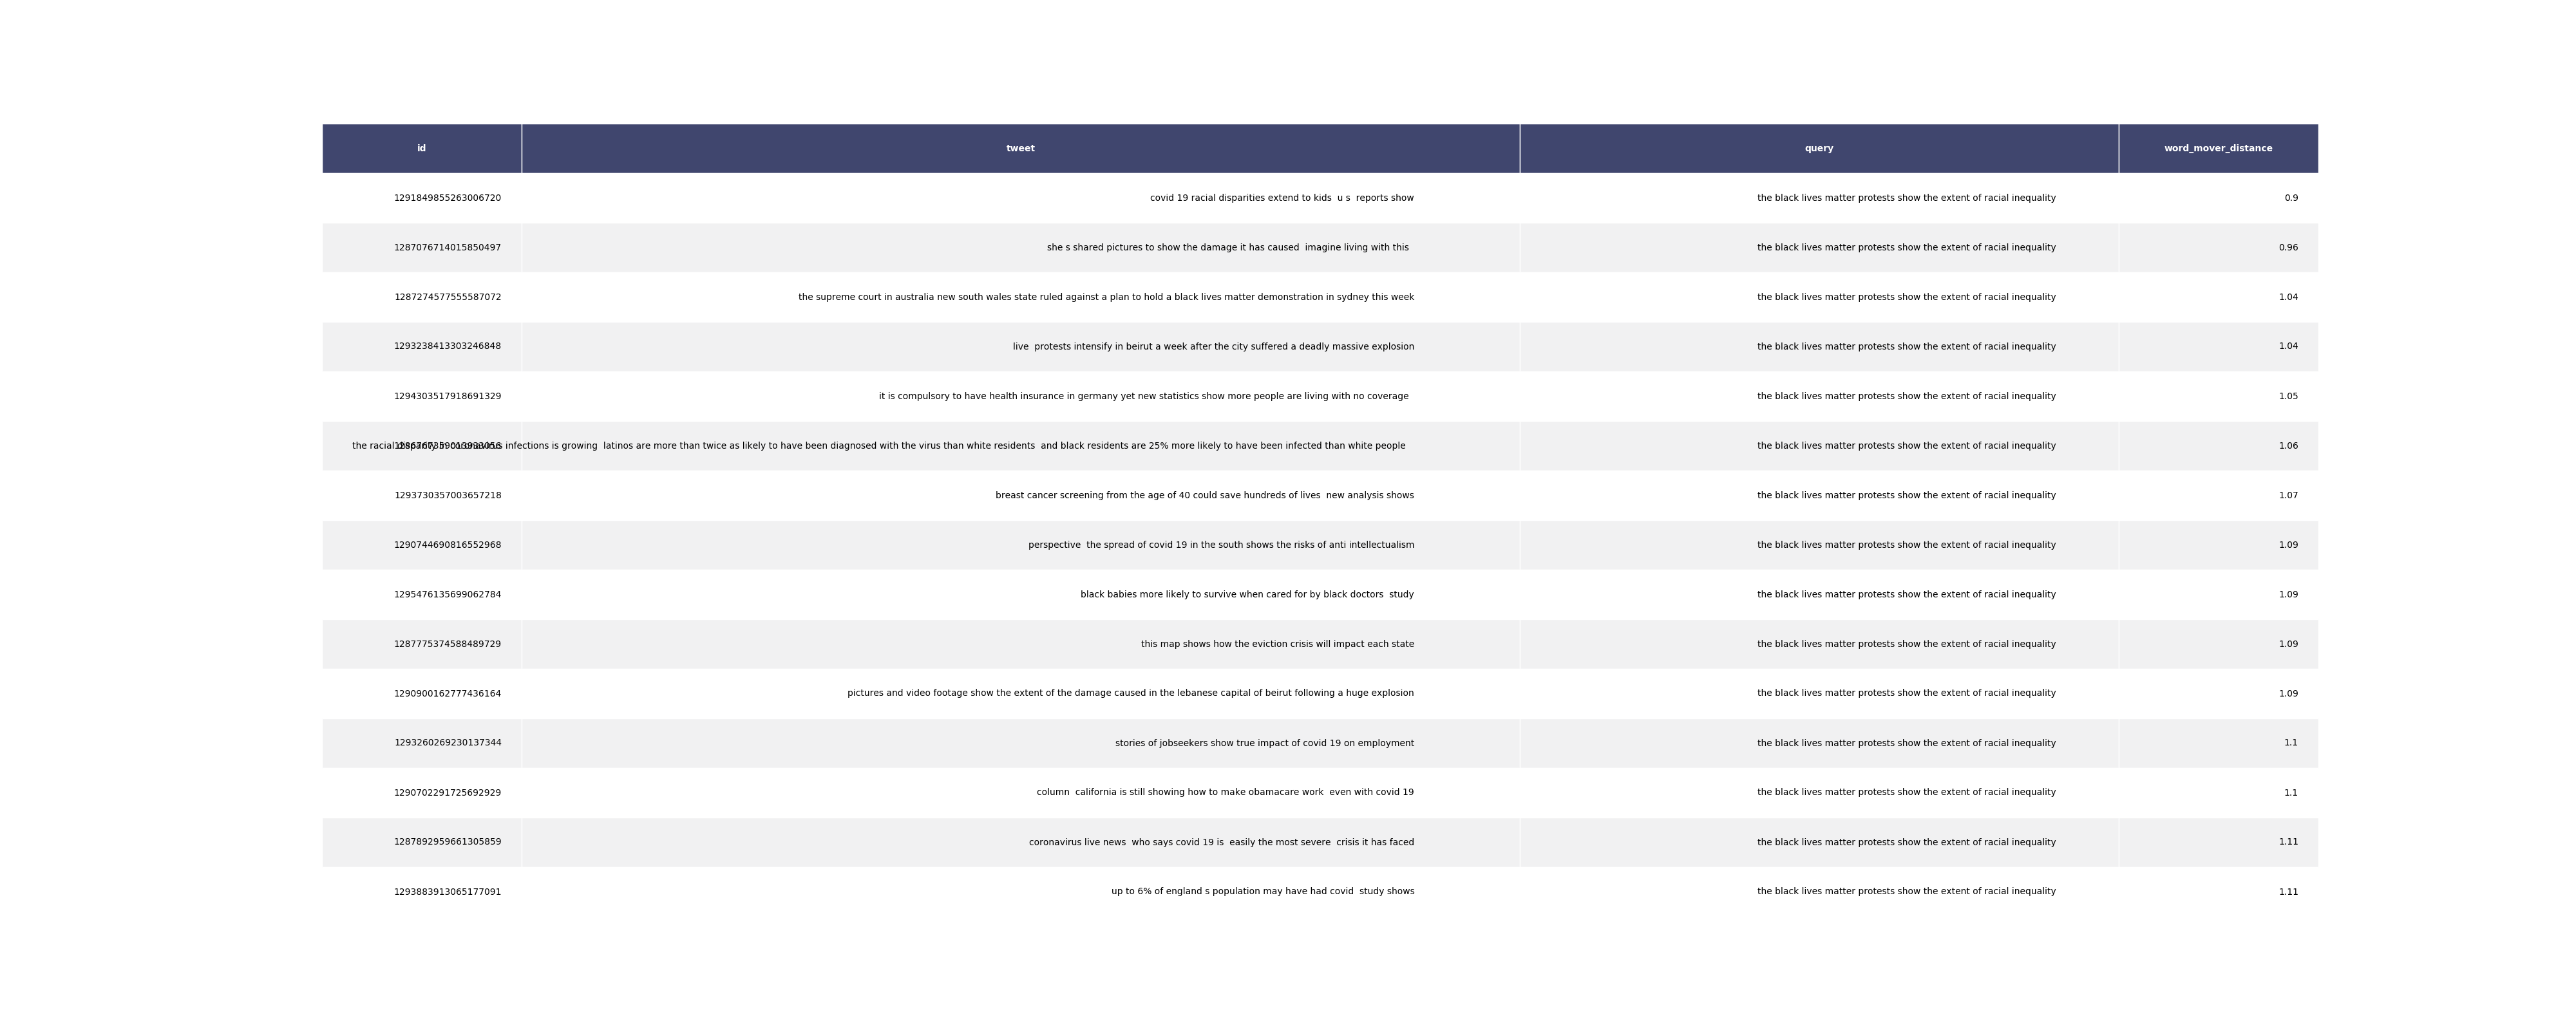 id tweet query word_mover_distance
1291849855263006720 covid 19 racial disparities extend to kids  u s  reports show the black lives matter protests show the extent of racial inequality 0.9
1287076714015850497 she s shared pictures to show the damage it has caused  imagine living with this the black lives matter protests show the extent of racial inequality 0.96
1287274577555587072 the supreme court in australia new south wales state ruled against a plan to hold a black lives matter demonstration in sydney this week the black lives matter protests show the extent of racial inequality 1.04
1293238413303246848 live  protests intensify in beirut a week after the city suffered a deadly massive explosion the black lives matter protests show the extent of racial inequality 1.04
1294303517918691329 it is compulsory to have health insurance in germany yet new statistics show more people are living with no coverage the black lives matter protests show the extent of racial inequality 1.05
the racial infections is growing  latinos are more than twice as likely to have been diagnosed with the virus than white residents  and black residents are 25% more likely to have been infected than white people the black lives matter protests show the extent of racial inequality 1.06
1293730357003657218 breast cancer screening from the age of 40 could save hundreds of lives  new analysis shows the black lives matter protests show the extent of racial inequality 1.07
1290744690816552968 perspective  the spread of covid 19 in the south shows the risks of anti intellectualism the black lives matter protests show the extent of racial inequality 1.09
1295476135699062784 black babies more likely to survive when cared for by black doctors  study the black lives matter protests show the extent of racial inequality 1.09
1287775374588489729 this map shows how the eviction crisis will impact each state the black lives matter protests show the extent of racial inequality 1.09
1290900162777436164 pictures and video footage show the extent of the damage caused in the lebanese capital of beirut following a huge explosion the black lives matter protests show the extent of racial inequality 1.09
1293260269230137344 stories of jobseekers show true impact of covid 19 on employment the black lives matter protests show the extent of racial inequality 1.1
1290702291725692929 column  california is still showing how to make obamacare work  even with covid 19 the black lives matter protests show the extent of racial inequality 1.1
1287892959661305859 coronavirus live news  who says covid 19 is  easily the most severe  crisis it has faced the black lives matter protests show the extent of racial inequality 1.11
1293883913065177091 up to 6% of england s population may have had covid  study shows the black lives matter protests show the extent of racial inequality 1.11